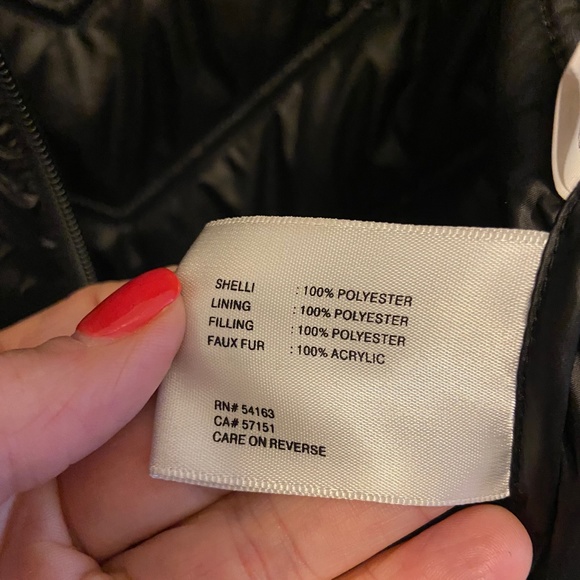 SHELLI : 100% POLYESTER
LINING : 100% POLYESTER
FILLING : 100% POLYESTER
FAUX FUR : 100% ACRYLIC
RN# 54163
CA# 57151
CARE ON REVERSE